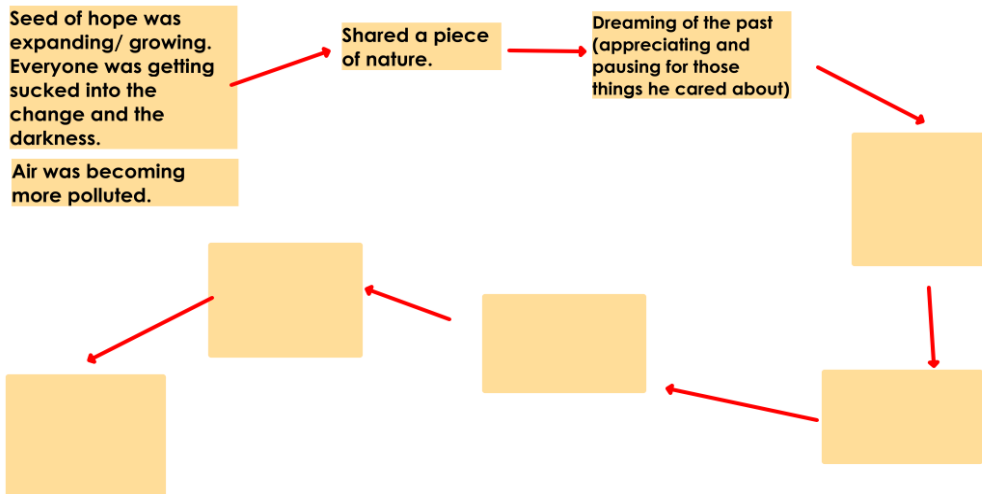 Seed of hope was
expanding/ growing.
Everyone was getting
sucked into the
change and the
darkness.
Air was becoming
more polluted.
Shared a piece
of nature.
Dreaming of the past
(appreciating and
pausing for those
things he cared about)